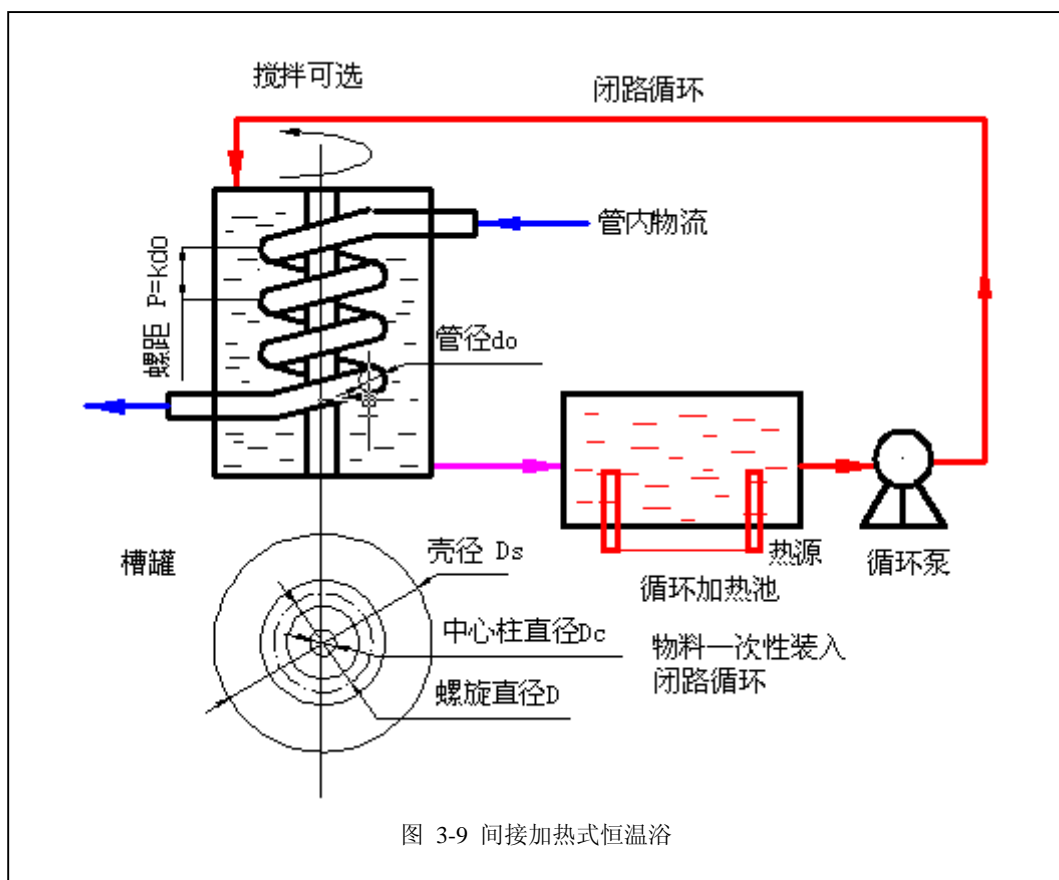 搅拌可选
闭路循环
管内物流
螺距 P=kdo
管径do
热源
循环泵
循环加热池
槽罐
壳径 Ds
中心柱直径Dc
螺旋直径D
物料一次性装入
闭路循环
图 3-9 间接加热式恒温浴